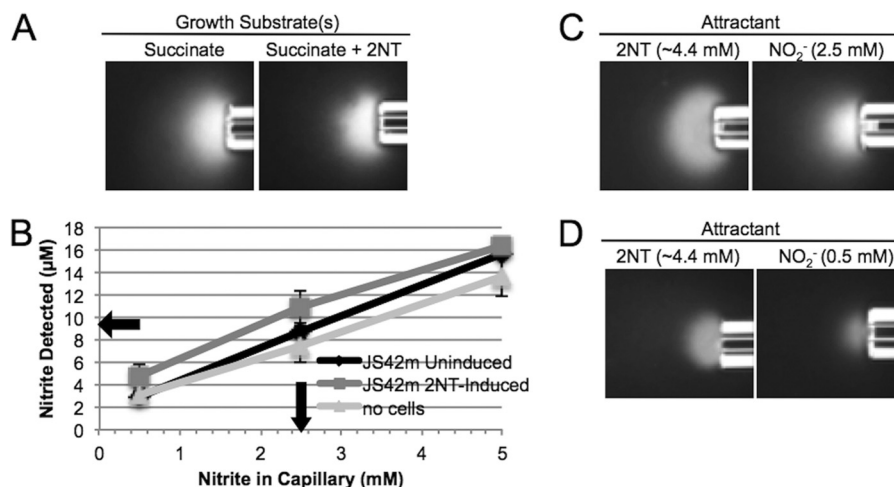 A
Growth Substrate(s)
Succinate
Succinate + 2NT
B
Nitrite Detected (µM)
18
16
14
12
10
8
6
4
2
0
JS42m Uninduced
JS42m 2NT-Induced
no cells
0 1 2 3 4 5
Nitrite in Capillary (mM)
C
Attractant
2NT (~4.4 mM)
NO₂⁻ (2.5 mM)
D
Attractant
2NT (~4.4 mM)
NO₂⁻ (0.5 mM)